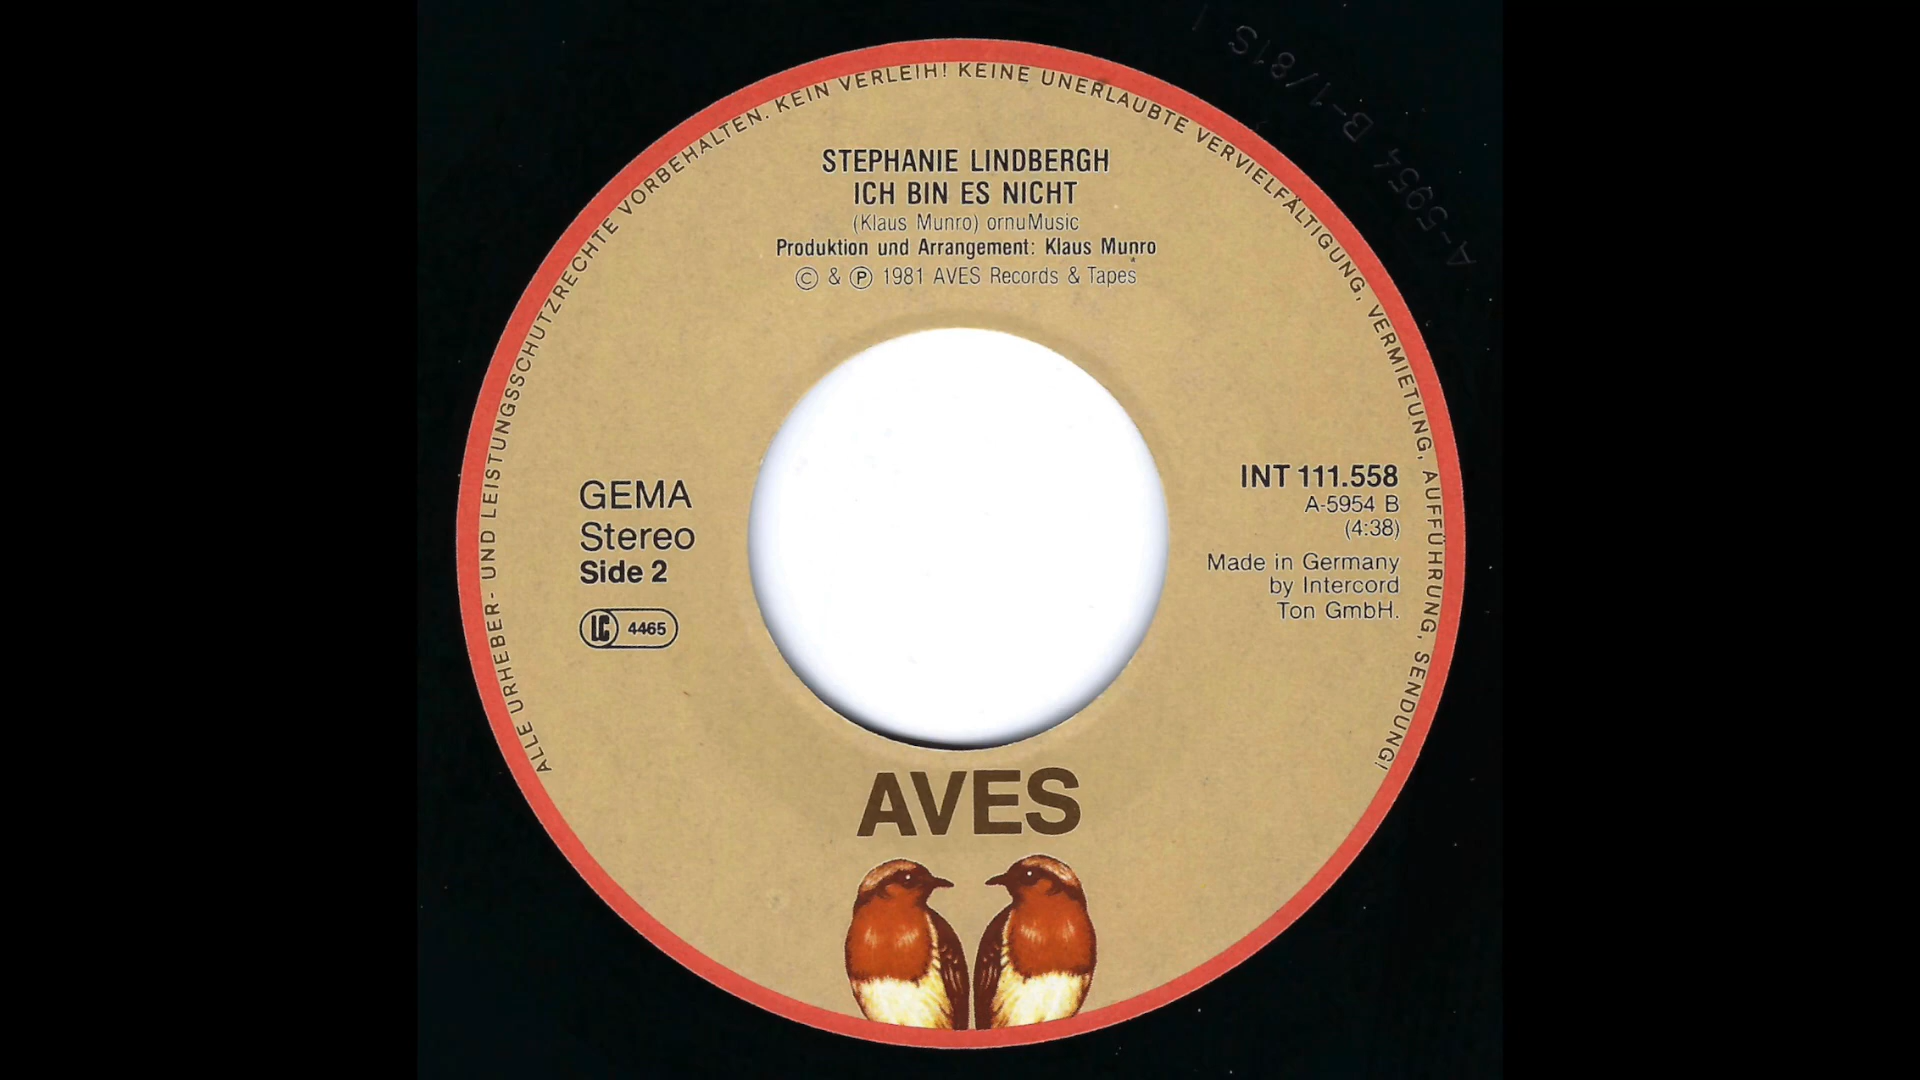 ALLE URHEBER- UND LEISTUNGSSCHUTZRECHTE VORBEHALTEN. KEIN VERLEIH! KEINE UNERLAUBTE VERVIELFÄLTIGUNG, VERMIETUNG, AUFFÜHRUNG, SENDUNG!
STEPHANIE LINDBERGH
ICH BIN ES NICHT
(Klaus Munro) ornuMusic
Produktion und Arrangement: Klaus Munro
© & ℗ 1981 AVES Records & Tapes
GEMA
Stereo
Side 2
LC 4465
INT 111.558
A-5954 B
(4:38)
Made in Germany
by Intercord
Ton GmbH.
AVES
A-5954 B-1/81S